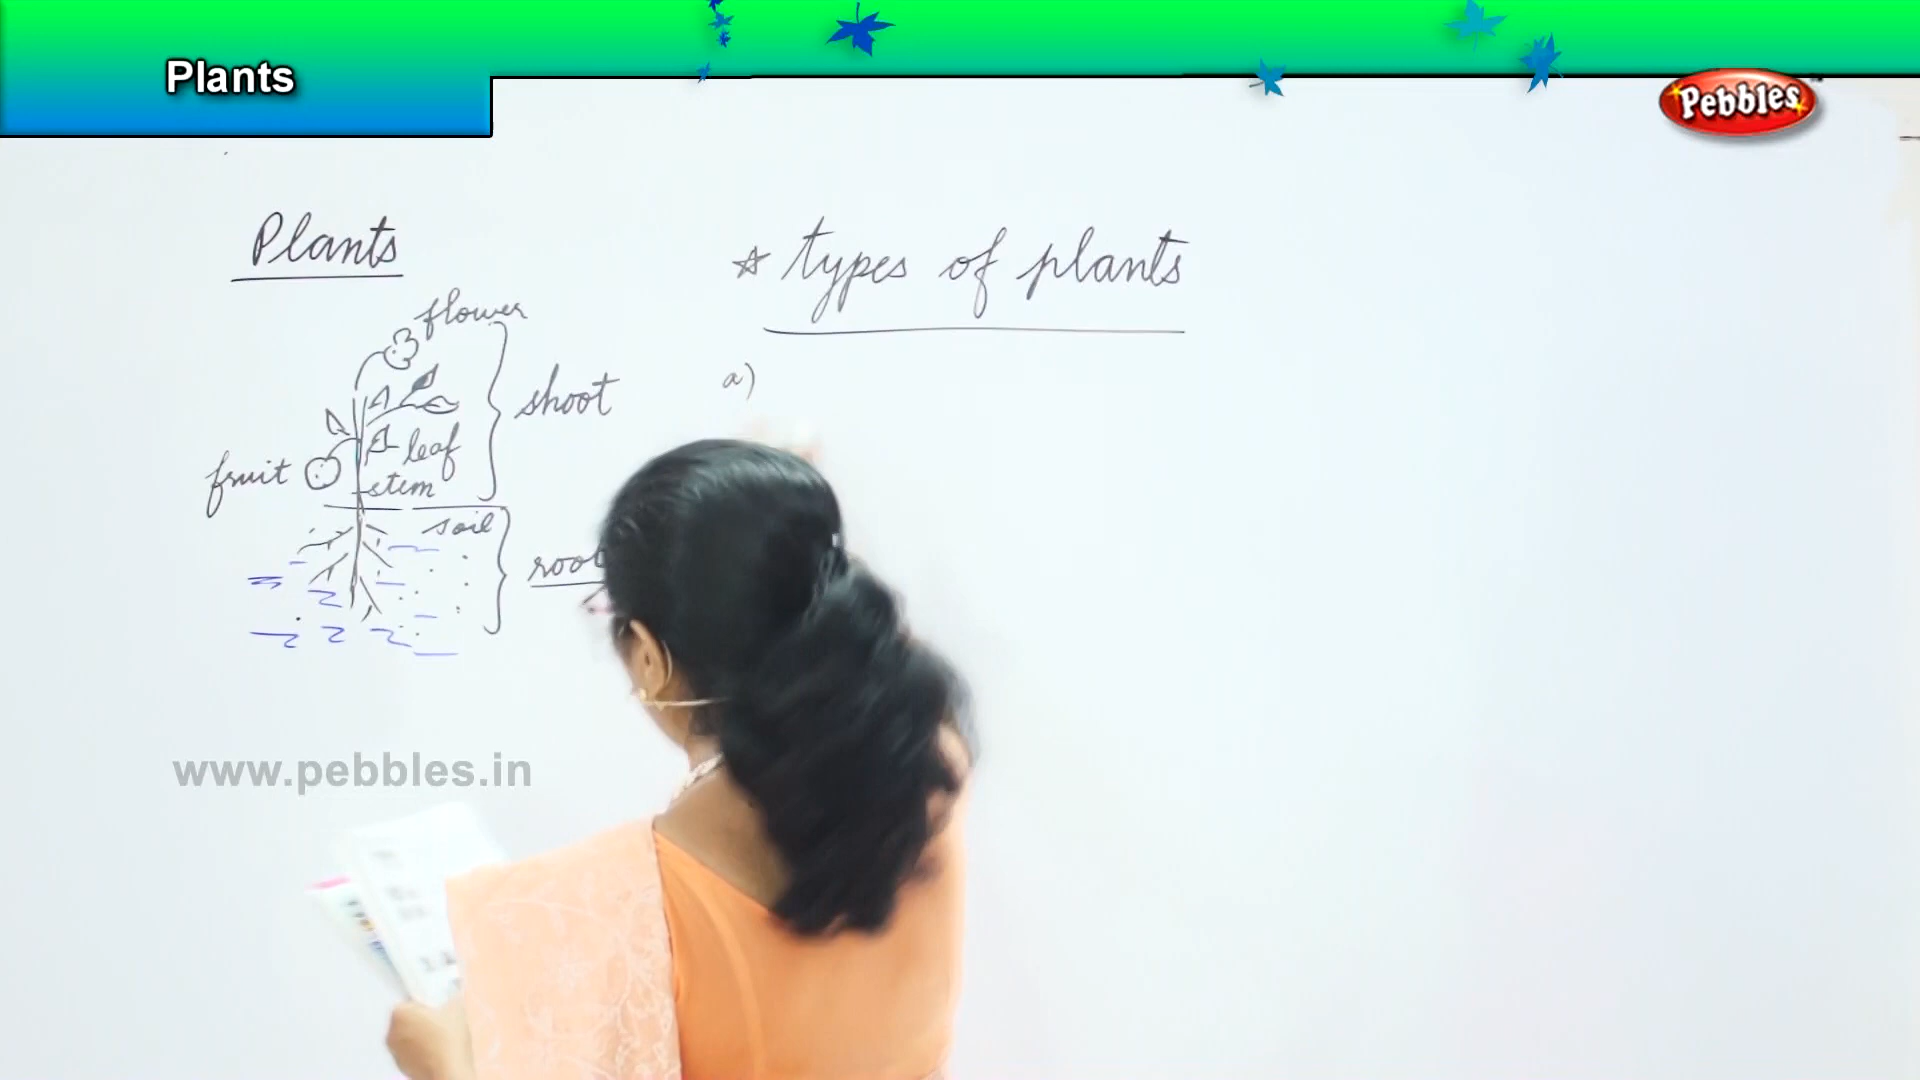 Plants
Pebbles
Plants
flower
shoot
leaf
fruit
stem
soil
www.pebbles.in
* types of plants
a)